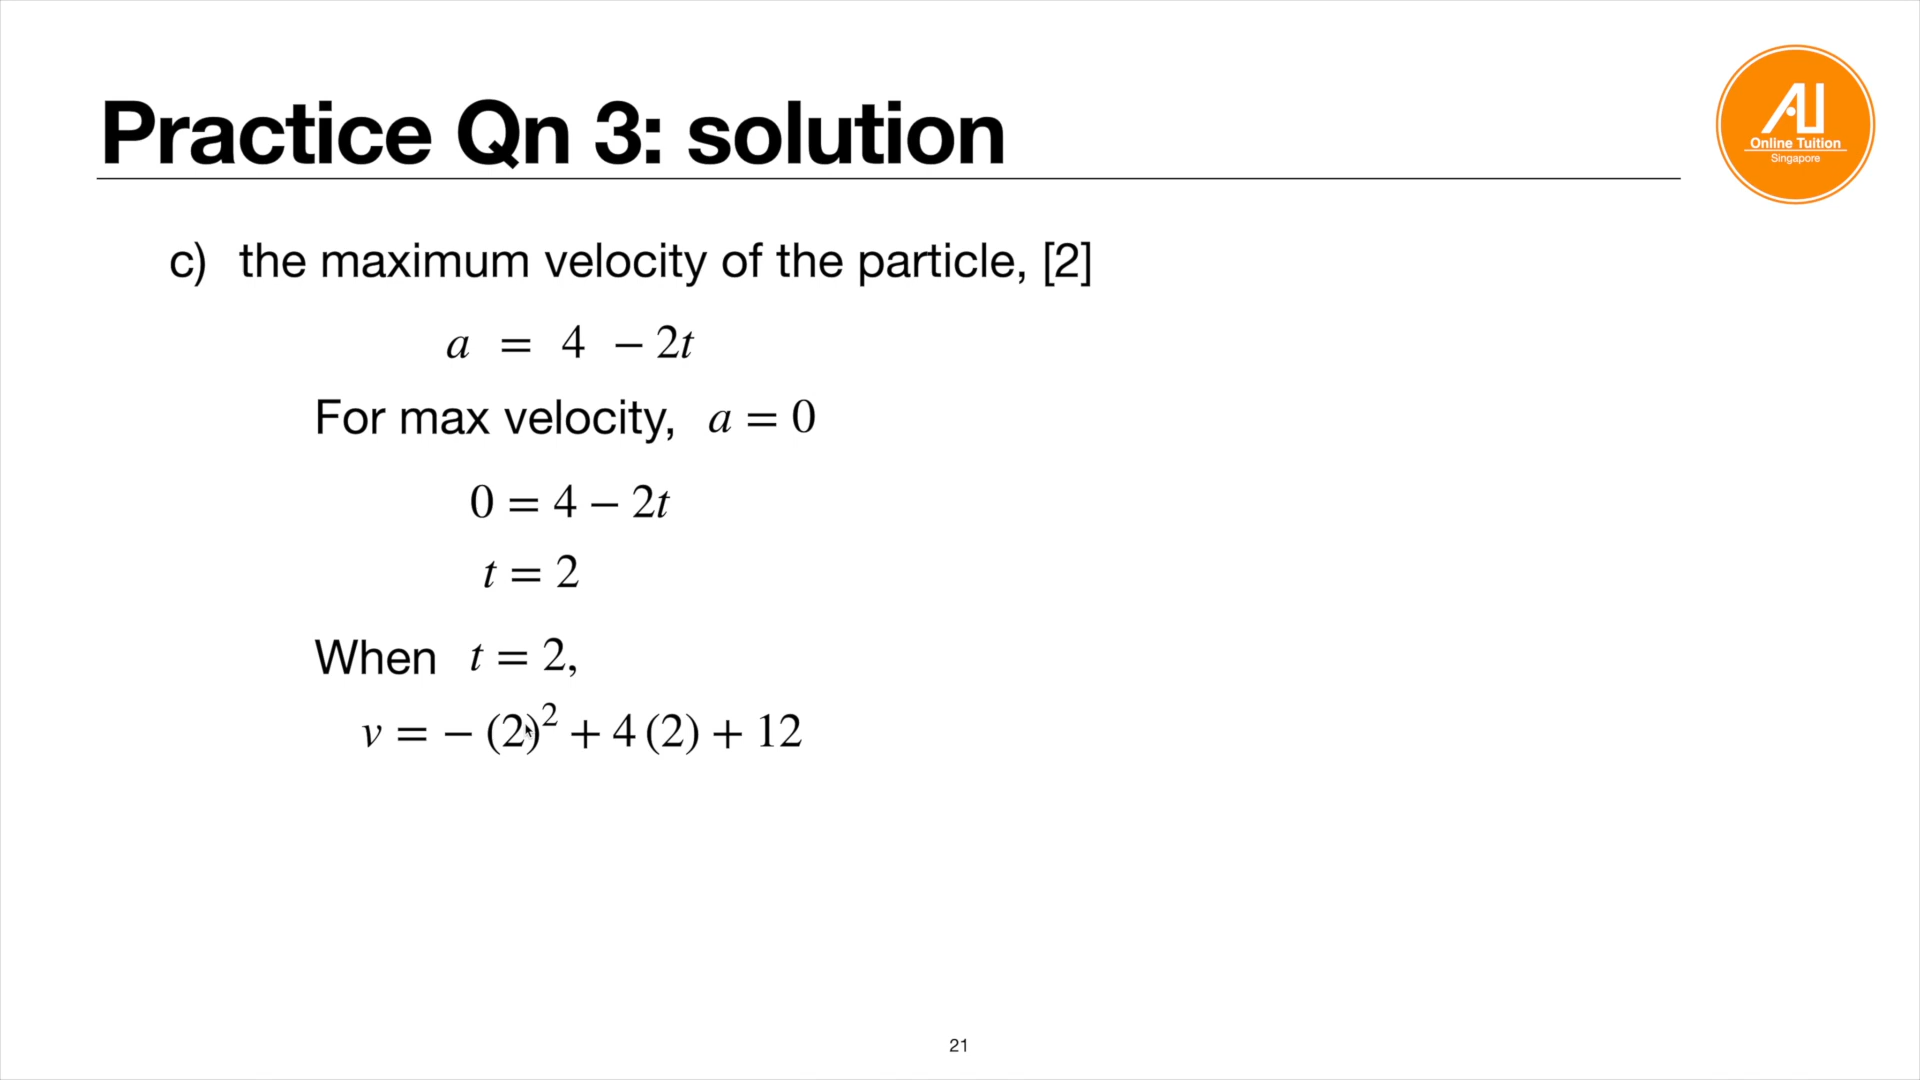 Practice Qn 3: solution
AU
Online Tuition
Singapore
c) the maximum velocity of the particle, [2]
a = 4 − 2t
For max velocity, a = 0
0 = 4 − 2t
t = 2
When t = 2,
v = − (2)² + 4 (2) + 12
21